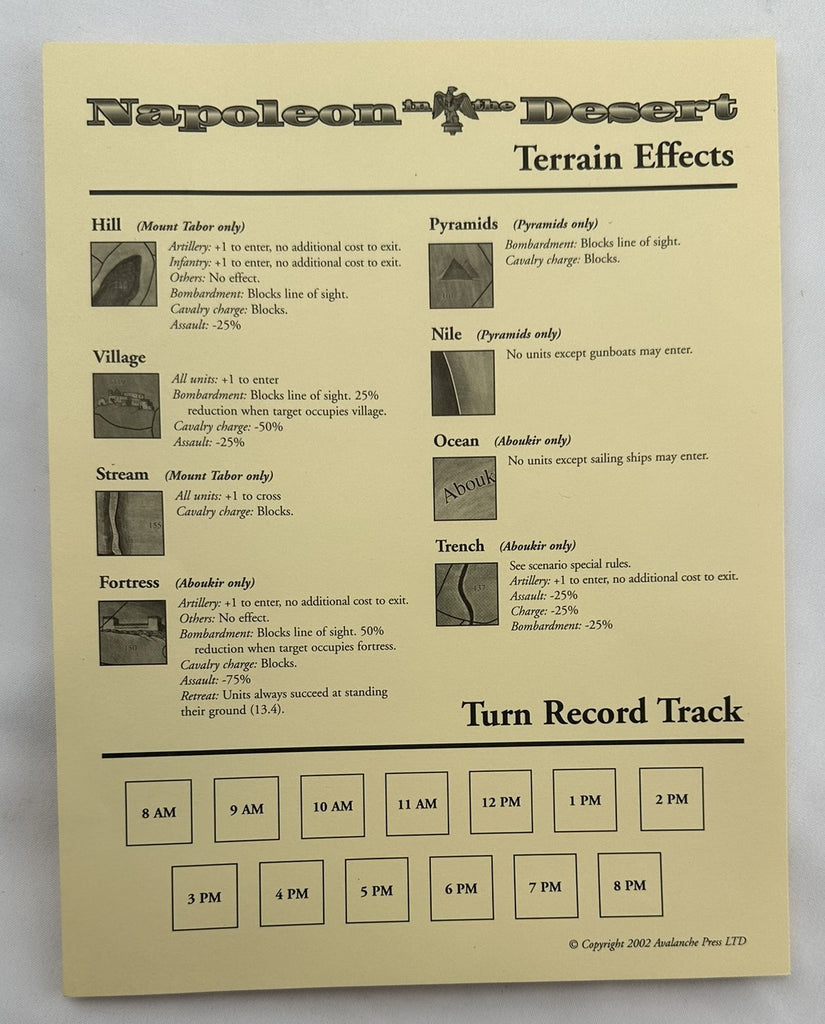 Napoleon in the Desert
Terrain Effects
Hill (Mount Tabor only)
Artillery: +1 to enter, no additional cost to exit.
Infantry: +1 to enter, no additional cost to exit.
Others: No effect.
Bombardment: Blocks line of sight.
Cavalry charge: Blocks.
Assault: -25%
Village
All units: +1 to enter
Bombardment: Blocks line of sight. 25%
reduction when target occupies village.
Cavalry charge: -50%
Assault: -25%
Stream (Mount Tabor only)
All units: +1 to cross
Cavalry charge: Blocks.
155
Fortress (Aboukir only)
Artillery: +1 to enter, no additional cost to exit.
Others: No effect.
Bombardment: Blocks line of sight. 50%
reduction when target occupies fortress.
Cavalry charge: Blocks.
Assault: -75%
Retreat: Units always succeed at standing
their ground (13.4).
Pyramids (Pyramids only)
Bombardment: Blocks line of sight.
Cavalry charge: Blocks.
Nile (Pyramids only)
No units except gunboats may enter.
Ocean (Aboukir only)
No units except sailing ships may enter.
Abouk
Trench (Aboukir only)
See scenario special rules.
Artillery: +1 to enter, no additional cost to exit.
Assault: -25%
Charge: -25%
Bombardment: -25%
Turn Record Track
8 AM
9 AM
10 AM
11 AM
12 PM
1 PM
2 PM
3 PM
4 PM
5 PM
6 PM
7 PM
8 PM
© Copyright 2002 Avalanche Press LTD